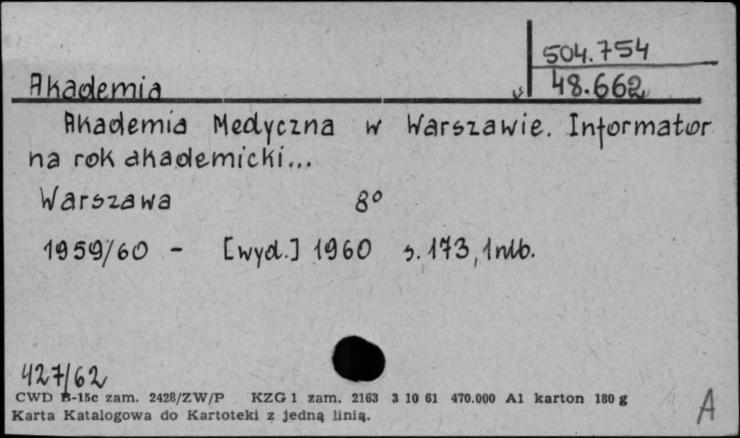 504.754
Akademia 48.662
Akademia Medyczna w Warszawie. Informator
na rok akademicki...
Warszawa 8°
1959/60 - [wyd.] 1960 s. 173, 1nlb.
427/62
CWD B-15c zam. 2428/ZW/P KZG 1 zam. 2163 3 10 61 470.000 A1 karton 180 g
Karta Katalogowa do Kartoteki z jedną linią.
A